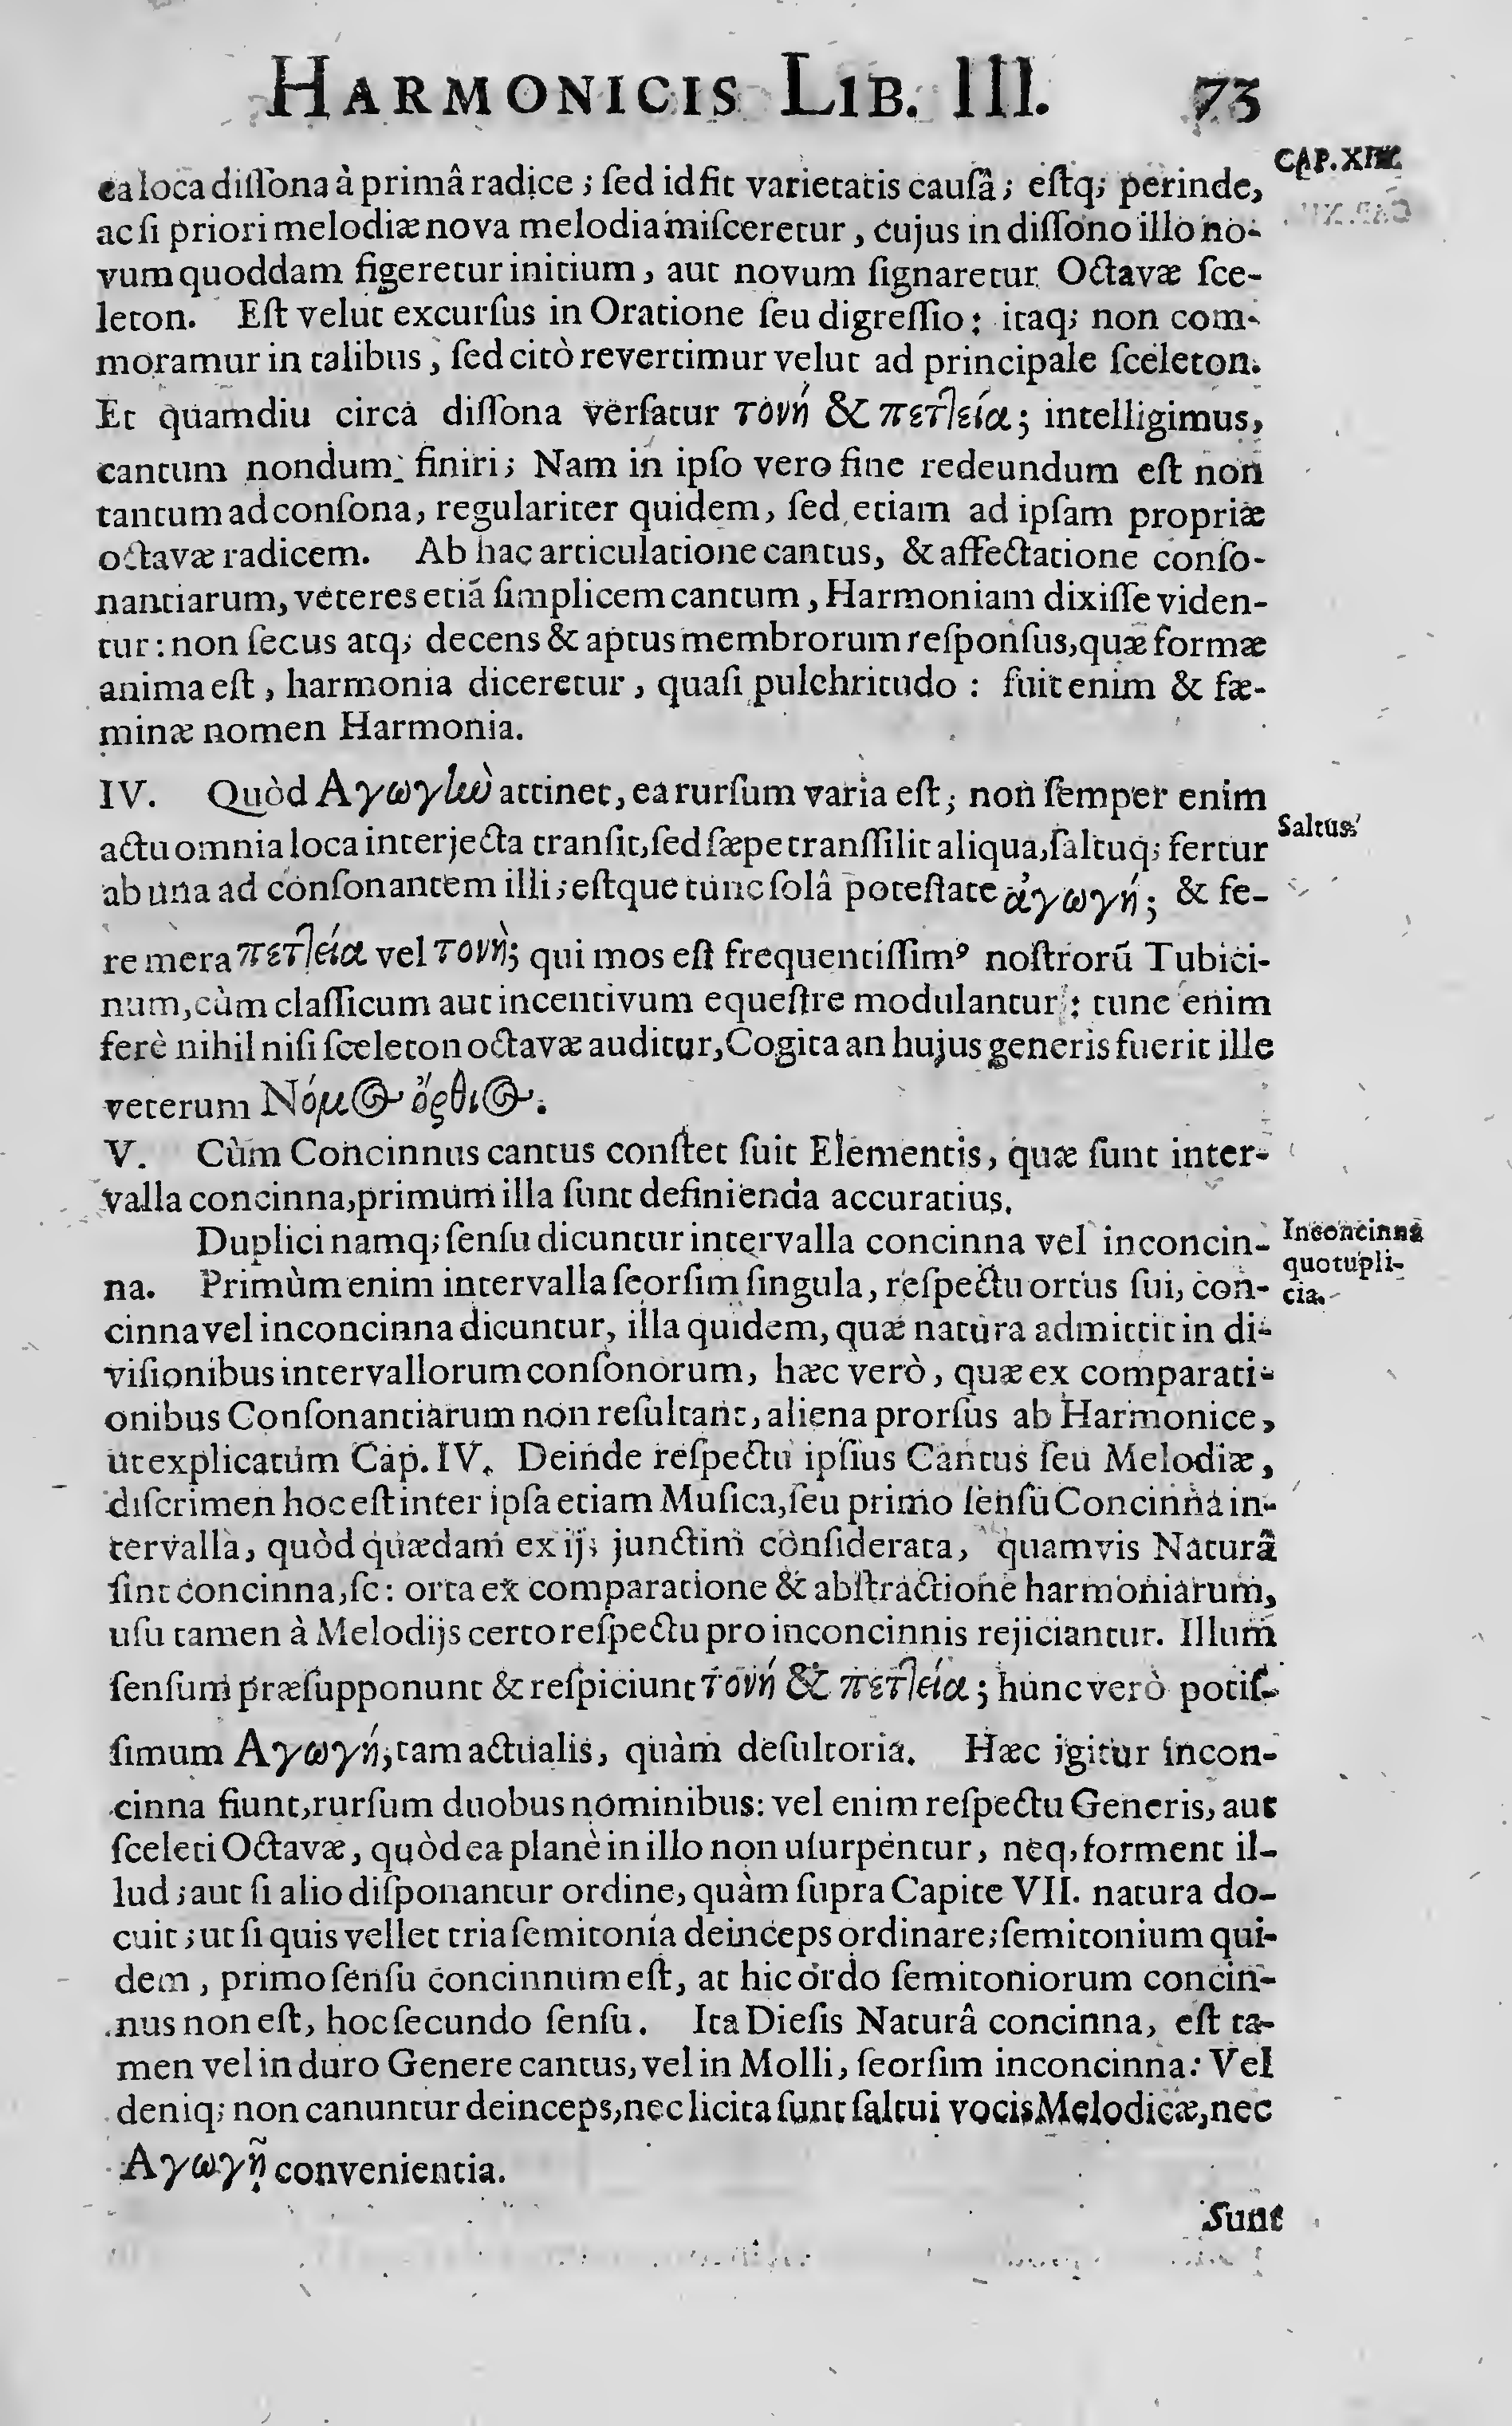 HARMONICIS LIB. III. 73
CAP. XIII.
ea loca dissona à primâ radice; sed id fit varietatis causâ; estq; perinde,
ac si priori melodiæ nova melodia misceretur, cujus in dissono illo no-
vum quoddam figeretur initium, aut novum signaretur Octavæ sce-
leton. Est velut excursus in Oratione seu digressio: itaq; non com-
moramur in talibus, sed citò revertimur velut ad principale sceleton.
Et quamdiu circa dissona versatur τονή & πεττεία; intelligimus,
cantum nondum finiri; Nam in ipso vero fine redeundum est non
tantum ad consona, regulariter quidem, sed etiam ad ipsam propriæ
octavæ radicem. Ab hac articulatione cantus, & affectatione conso-
nantiarum, veteres etiã simplicem cantum, Harmoniam dixisse viden-
tur: non secus atq; decens & aptus membrorum responsus, quæ formæ
anima est, harmonia diceretur, quasi pulchritudo: fuit enim & fæ-
minæ nomen Harmonia.
IV. Quòd Αγωγὴν attinet, ea rursum varia est; non semper enim
Saltus.
actu omnia loca interjecta transit, sed sæpe transsilit aliqua, saltuq; fertur
ab una ad consonantem illi; estque tunc solâ potestate ἀγωγή; & fe-
re mera πεττεία vel τονὴ; qui mos est frequentissimꝰ nostrorũ Tubici-
num, cùm classicum aut incentivum equestre modulantur: tunc enim
ferè nihil nisi sceleton octavæ auditur, Cogita an hujus generis fuerit ille
veterum Νόμος ὄρθιος.
V. Cùm Concinnus cantus constet suit Elementis, quæ sunt inter-
valla concinna, primum illa sunt definienda accuratius.
Duplici namq; sensu dicuntur intervalla concinna vel inconcin-
Inconcinna
quotupli-
cia.
na. Primùm enim intervalla seorsim singula, respectu ortus sui, con-
cinna vel inconcinna dicuntur, illa quidem, quæ natura admittit in di-
visionibus intervallorum consonorum, hæc verò, quæ ex comparati-
onibus Consonantiarum non resultant, aliena prorsus ab Harmonice,
ut explicatum Cap. IV. Deinde respectu ipsius Cantus seu Melodiæ,
discrimen hoc est inter ipsa etiam Musica, seu primo sensu Concinna in-
tervalla, quòd quædam ex ijs junctim considerata, quamvis Naturâ
sint concinna, sc: orta ex comparatione & abstractione harmoniarum,
usu tamen à Melodijs certo respectu pro inconcinnis rejiciantur. Illum
sensum præsupponunt & respiciunt τονή & πεττεία; hunc verò potis-
simum Αγωγή, tam actualis, quàm desultoria. Hæc igitur incon-
cinna fiunt, rursum duobus nominibus: vel enim respectu Generis, aut
sceleti Octavæ, quòd ea planè in illo non usurpentur, neq; forment il-
lud; aut si alio disponantur ordine, quàm supra Capite VII. natura do-
cuit; ut si quis vellet tria semitonia deinceps ordinare; semitonium qui-
dem, primo sensu concinnum est, at hic ordo semitoniorum concin-
nus non est, hoc secundo sensu. Ita Diesis Naturâ concinna, est ta-
men vel in duro Genere cantus, vel in Molli, seorsim inconcinna: Vel
deniq; non canuntur deinceps, nec licita sunt saltui vocis Melodicæ, nec
Αγωγῇ convenientia.
Sunt